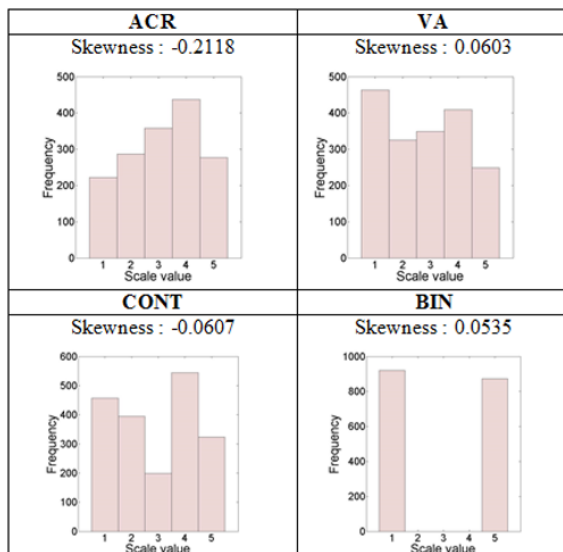 ACR
VA
Skewness : -0.2118
Skewness : 0.0603
500
400
300
200
100
0
Frequency
1 2 3 4 5
Scale value
500
400
300
200
100
0
Frequency
1 2 3 4 5
Scale value
CONT
BIN
Skewness : -0.0607
Skewness : 0.0535
600
500
400
300
200
100
0
Frequency
1 2 3 4 5
Scale value
1000
800
600
400
200
0
Frequency
1 2 3 4 5
Scale value